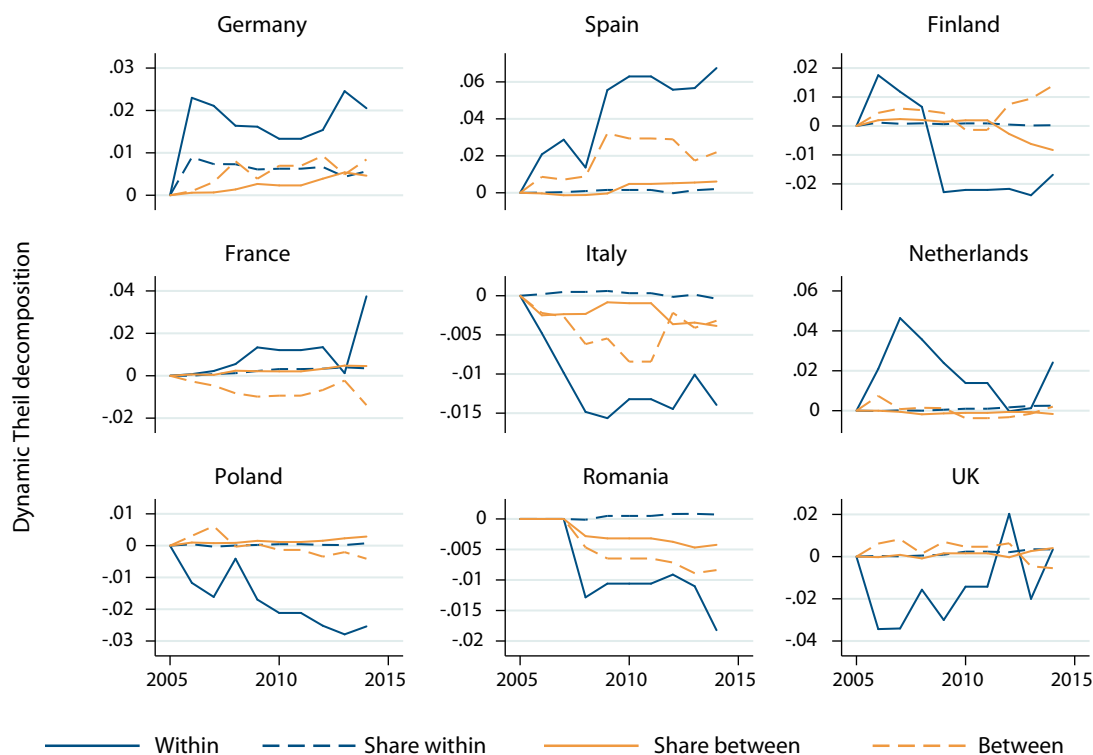 Germany
Spain
Finland
.03
.02
.01
0
.06
.04
.02
0
.02
.01
0
-.01
-.02
Dynamic Theil decomposition
France
Italy
Netherlands
.04
.02
0
-.02
0
-.005
-.01
-.015
.06
.04
.02
0
Poland
Romania
UK
.01
0
-.01
-.02
-.03
0
-.005
-.01
-.015
-.02
.02
0
-.02
-.04
2005 2010 2015
2005 2010 2015
2005 2010 2015
Within Share within Share between Between